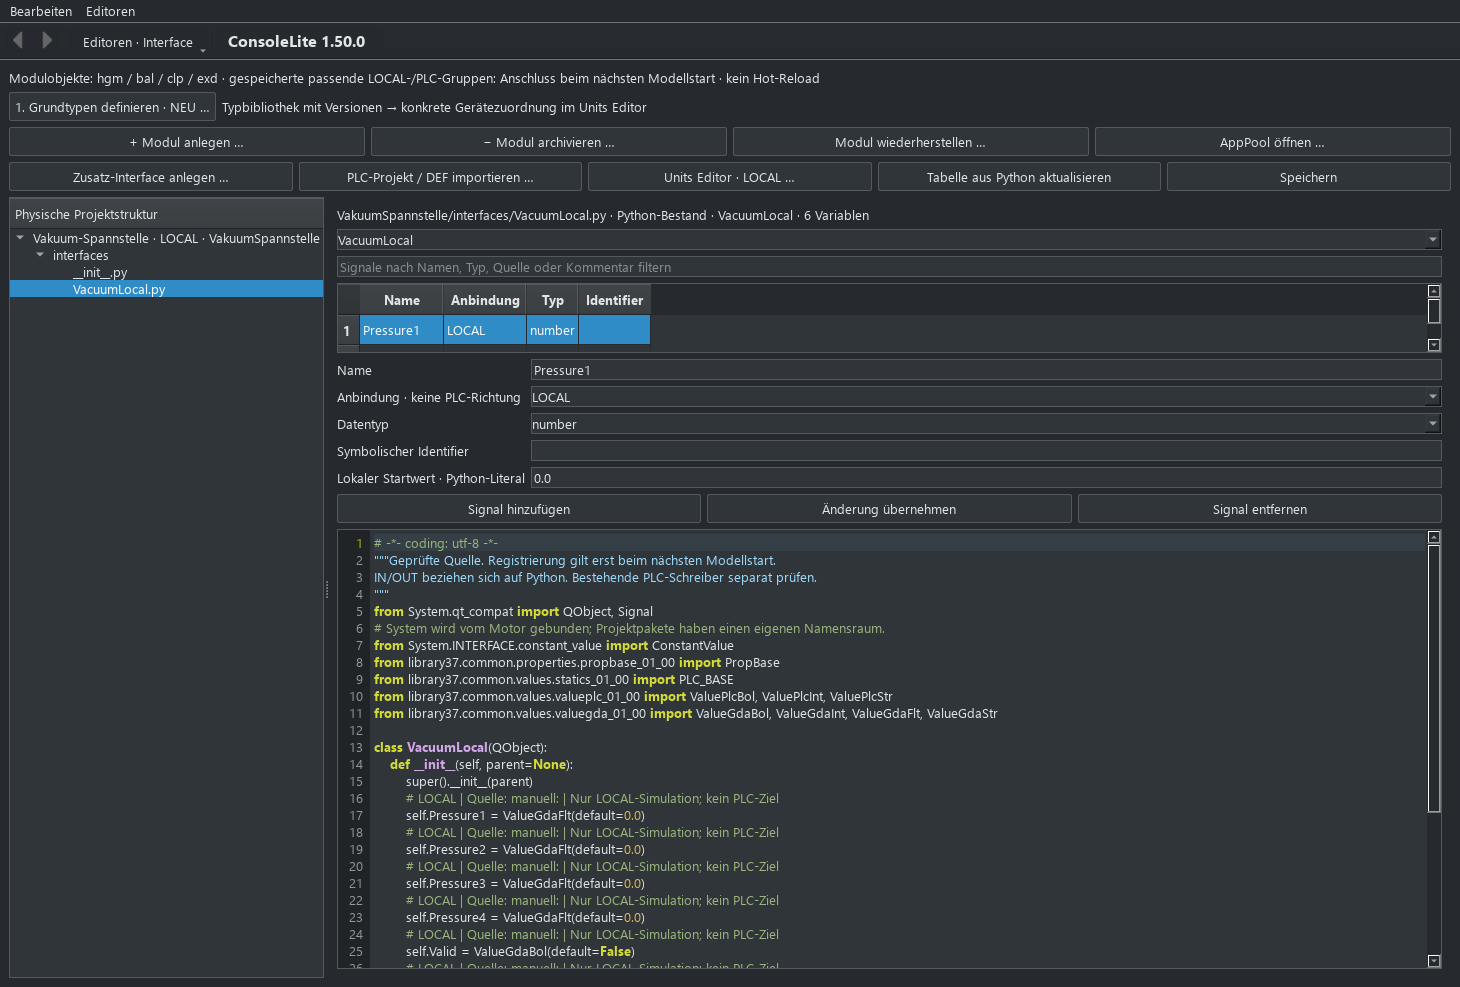 Bearbeiten Editoren
Editoren · Interface ConsoleLite 1.50.0
Modulobjekte: hgm / bal / clp / exd · gespeicherte passende LOCAL-/PLC-Gruppen: Anschluss beim nächsten Modellstart · kein Hot-Reload
1. Grundtypen definieren · NEU ... Typbibliothek mit Versionen → konkrete Gerätezuordnung im Units Editor
+ Modul anlegen ... − Modul archivieren ... Modul wiederherstellen ... AppPool öffnen ...
Zusatz-Interface anlegen ... PLC-Projekt / DEF importieren ... Units Editor · LOCAL ... Tabelle aus Python aktualisieren Speichern
Physische Projektstruktur
Vakuum-Spannstelle · LOCAL · VakuumSpannstelle
interfaces
__init__.py
VacuumLocal.py
VakuumSpannstelle/interfaces/VacuumLocal.py · Python-Bestand · VacuumLocal · 6 Variablen
VacuumLocal
Signale nach Namen, Typ, Quelle oder Kommentar filtern
Name Anbindung Typ Identifier
1 Pressure1 LOCAL number
Name Pressure1
Anbindung · keine PLC-Richtung LOCAL
Datentyp number
Symbolischer Identifier
Lokaler Startwert · Python-Literal 0.0
Signal hinzufügen Änderung übernehmen Signal entfernen
1 # -*- coding: utf-8 -*-
2 """Geprüfte Quelle. Registrierung gilt erst beim nächsten Modellstart.
3 IN/OUT beziehen sich auf Python. Bestehende PLC-Schreiber separat prüfen.
4 """
5 from System.qt_compat import QObject, Signal
6 # System wird vom Motor gebunden; Projektpakete haben einen eigenen Namensraum.
7 from System.INTERFACE.constant_value import ConstantValue
8 from library37.common.properties.propbase_01_00 import PropBase
9 from library37.common.values.statics_01_00 import PLC_BASE
10 from library37.common.values.valueplc_01_00 import ValuePlcBol, ValuePlcInt, ValuePlcStr
11 from library37.common.values.valuegda_01_00 import ValueGdaBol, ValueGdaInt, ValueGdaFlt, ValueGdaStr
12
13 class VacuumLocal(QObject):
14 def __init__(self, parent=None):
15 super().__init__(parent)
16 # LOCAL | Quelle: manuell: | Nur LOCAL-Simulation; kein PLC-Ziel
17 self.Pressure1 = ValueGdaFlt(default=0.0)
18 # LOCAL | Quelle: manuell: | Nur LOCAL-Simulation; kein PLC-Ziel
19 self.Pressure2 = ValueGdaFlt(default=0.0)
20 # LOCAL | Quelle: manuell: | Nur LOCAL-Simulation; kein PLC-Ziel
21 self.Pressure3 = ValueGdaFlt(default=0.0)
22 # LOCAL | Quelle: manuell: | Nur LOCAL-Simulation; kein PLC-Ziel
23 self.Pressure4 = ValueGdaFlt(default=0.0)
24 # LOCAL | Quelle: manuell: | Nur LOCAL-Simulation; kein PLC-Ziel
25 self.Valid = ValueGdaBol(default=False)
26 # LOCAL | Quelle: manuell: | Nur LOCAL-Simulation; kein PLC-Ziel